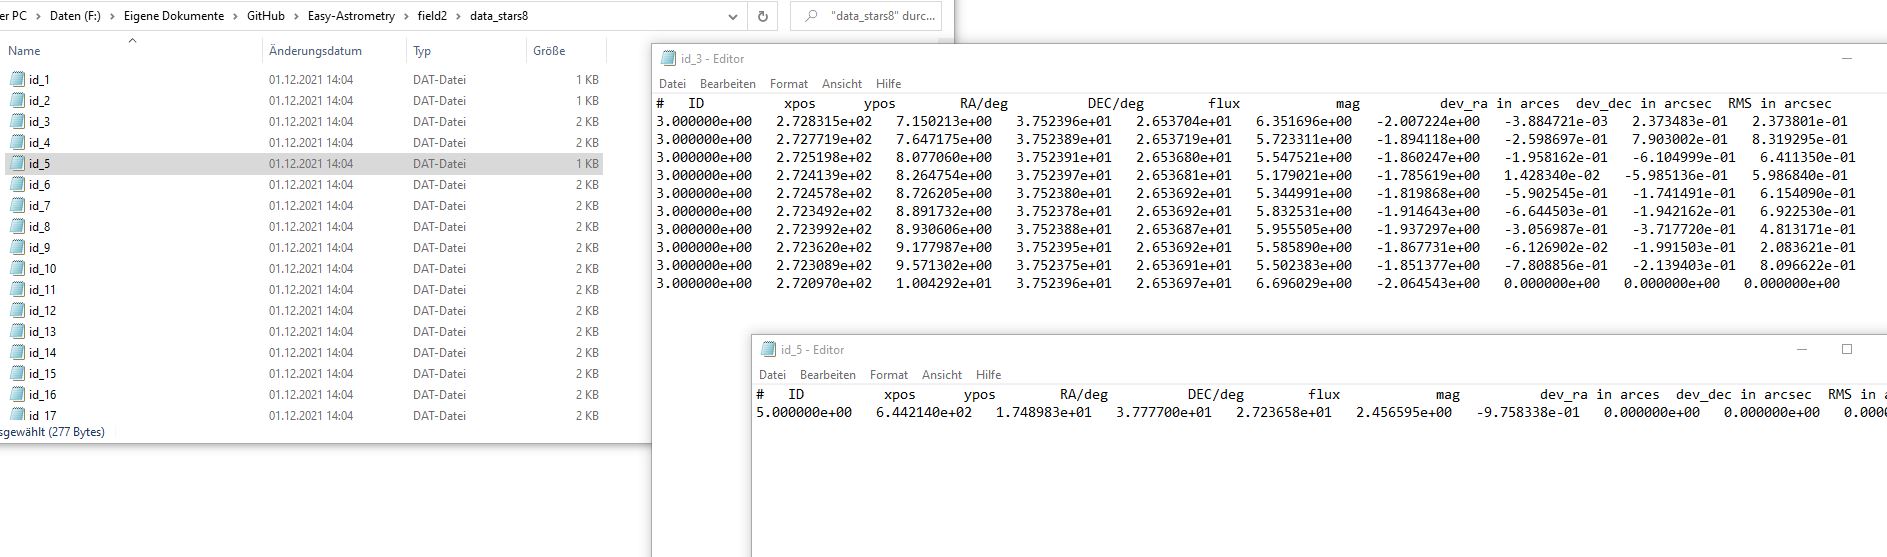 er PC › Daten (F:) › Eigene Dokumente › GitHub › Easy-Astrometry › field2 › data_stars8
"data_stars8" durc...
Name Änderungsdatum Typ Größe
id_1 01.12.2021 14:04 DAT-Datei 1 KB
id_2 01.12.2021 14:04 DAT-Datei 1 KB
id_3 01.12.2021 14:04 DAT-Datei 2 KB
id_4 01.12.2021 14:04 DAT-Datei 2 KB
id_5 01.12.2021 14:04 DAT-Datei 1 KB
id_6 01.12.2021 14:04 DAT-Datei 2 KB
id_7 01.12.2021 14:04 DAT-Datei 2 KB
id_8 01.12.2021 14:04 DAT-Datei 2 KB
id_9 01.12.2021 14:04 DAT-Datei 2 KB
id_10 01.12.2021 14:04 DAT-Datei 2 KB
id_11 01.12.2021 14:04 DAT-Datei 2 KB
id_12 01.12.2021 14:04 DAT-Datei 2 KB
id_13 01.12.2021 14:04 DAT-Datei 2 KB
id_14 01.12.2021 14:04 DAT-Datei 2 KB
id_15 01.12.2021 14:04 DAT-Datei 2 KB
id_16 01.12.2021 14:04 DAT-Datei 2 KB
id_17 01.12.2021 14:04 DAT-Datei 2 KB
sgewählt (277 Bytes)
id_3 - Editor
Datei Bearbeiten Format Ansicht Hilfe
# ID xpos ypos RA/deg DEC/deg flux mag dev_ra in arces dev_dec in arcsec RMS in arcsec
3.000000e+00 2.728315e+02 7.150213e+00 3.752396e+01 2.653704e+01 6.351696e+00 -2.007224e+00 -3.884721e-03 2.373483e-01 2.373801e-01
3.000000e+00 2.727719e+02 7.647175e+00 3.752389e+01 2.653719e+01 5.723311e+00 -1.894118e+00 -2.598697e-01 7.903002e-01 8.319295e-01
3.000000e+00 2.725198e+02 8.077060e+00 3.752391e+01 2.653680e+01 5.547521e+00 -1.860247e+00 -1.958162e-01 -6.104999e-01 6.411350e-01
3.000000e+00 2.724139e+02 8.264754e+00 3.752397e+01 2.653681e+01 5.179021e+00 -1.785619e+00 1.428340e-02 -5.985136e-01 5.986840e-01
3.000000e+00 2.724578e+02 8.726205e+00 3.752380e+01 2.653692e+01 5.344991e+00 -1.819868e+00 -5.902545e-01 -1.741491e-01 6.154090e-01
3.000000e+00 2.723492e+02 8.891732e+00 3.752378e+01 2.653692e+01 5.832531e+00 -1.914643e+00 -6.644503e-01 -1.942162e-01 6.922530e-01
3.000000e+00 2.723992e+02 8.930606e+00 3.752388e+01 2.653687e+01 5.955505e+00 -1.937297e+00 -3.056987e-01 -3.717720e-01 4.813171e-01
3.000000e+00 2.723620e+02 9.177987e+00 3.752395e+01 2.653692e+01 5.585890e+00 -1.867731e+00 -6.126902e-02 -1.991503e-01 2.083621e-01
3.000000e+00 2.723089e+02 9.571302e+00 3.752375e+01 2.653691e+01 5.502383e+00 -1.851377e+00 -7.808856e-01 -2.139403e-01 8.096622e-01
3.000000e+00 2.720970e+02 1.004292e+01 3.752396e+01 2.653697e+01 6.696029e+00 -2.064543e+00 0.000000e+00 0.000000e+00 0.000000e+00
id_5 - Editor
Datei Bearbeiten Format Ansicht Hilfe
# ID xpos ypos RA/deg DEC/deg flux mag dev_ra in arces dev_dec in arcsec RMS in a
5.000000e+00 6.442140e+02 1.748983e+01 3.777700e+01 2.723658e+01 2.456595e+00 -9.758338e-01 0.000000e+00 0.000000e+00 0.0000